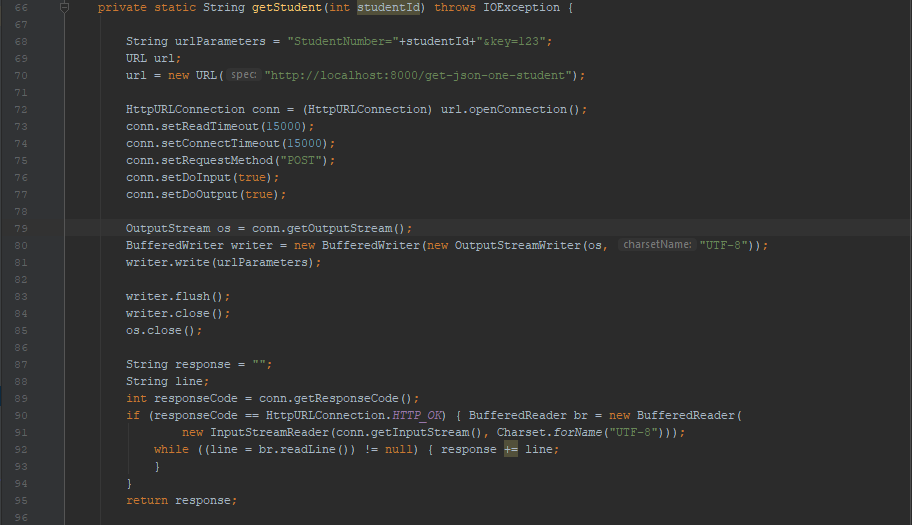 66 private static String getStudent(int studentId) throws IOException {
67
68 String urlParameters = "StudentNumber="+studentId+"&key=123";
69 URL url;
70 url = new URL( spec: "http://localhost:8000/get-json-one-student");
71
72 HttpURLConnection conn = (HttpURLConnection) url.openConnection();
73 conn.setReadTimeout(15000);
74 conn.setConnectTimeout(15000);
75 conn.setRequestMethod("POST");
76 conn.setDoInput(true);
77 conn.setDoOutput(true);
78
79 OutputStream os = conn.getOutputStream();
80 BufferedWriter writer = new BufferedWriter(new OutputStreamWriter(os, charsetName: "UTF-8"));
81 writer.write(urlParameters);
82
83 writer.flush();
84 writer.close();
85 os.close();
86
87 String response = "";
88 String line;
89 int responseCode = conn.getResponseCode();
90 if (responseCode == HttpURLConnection.HTTP_OK) { BufferedReader br = new BufferedReader(
91 new InputStreamReader(conn.getInputStream(), Charset.forName("UTF-8")));
92 while ((line = br.readLine()) != null) { response += line;
93 }
94 }
95 return response;
96